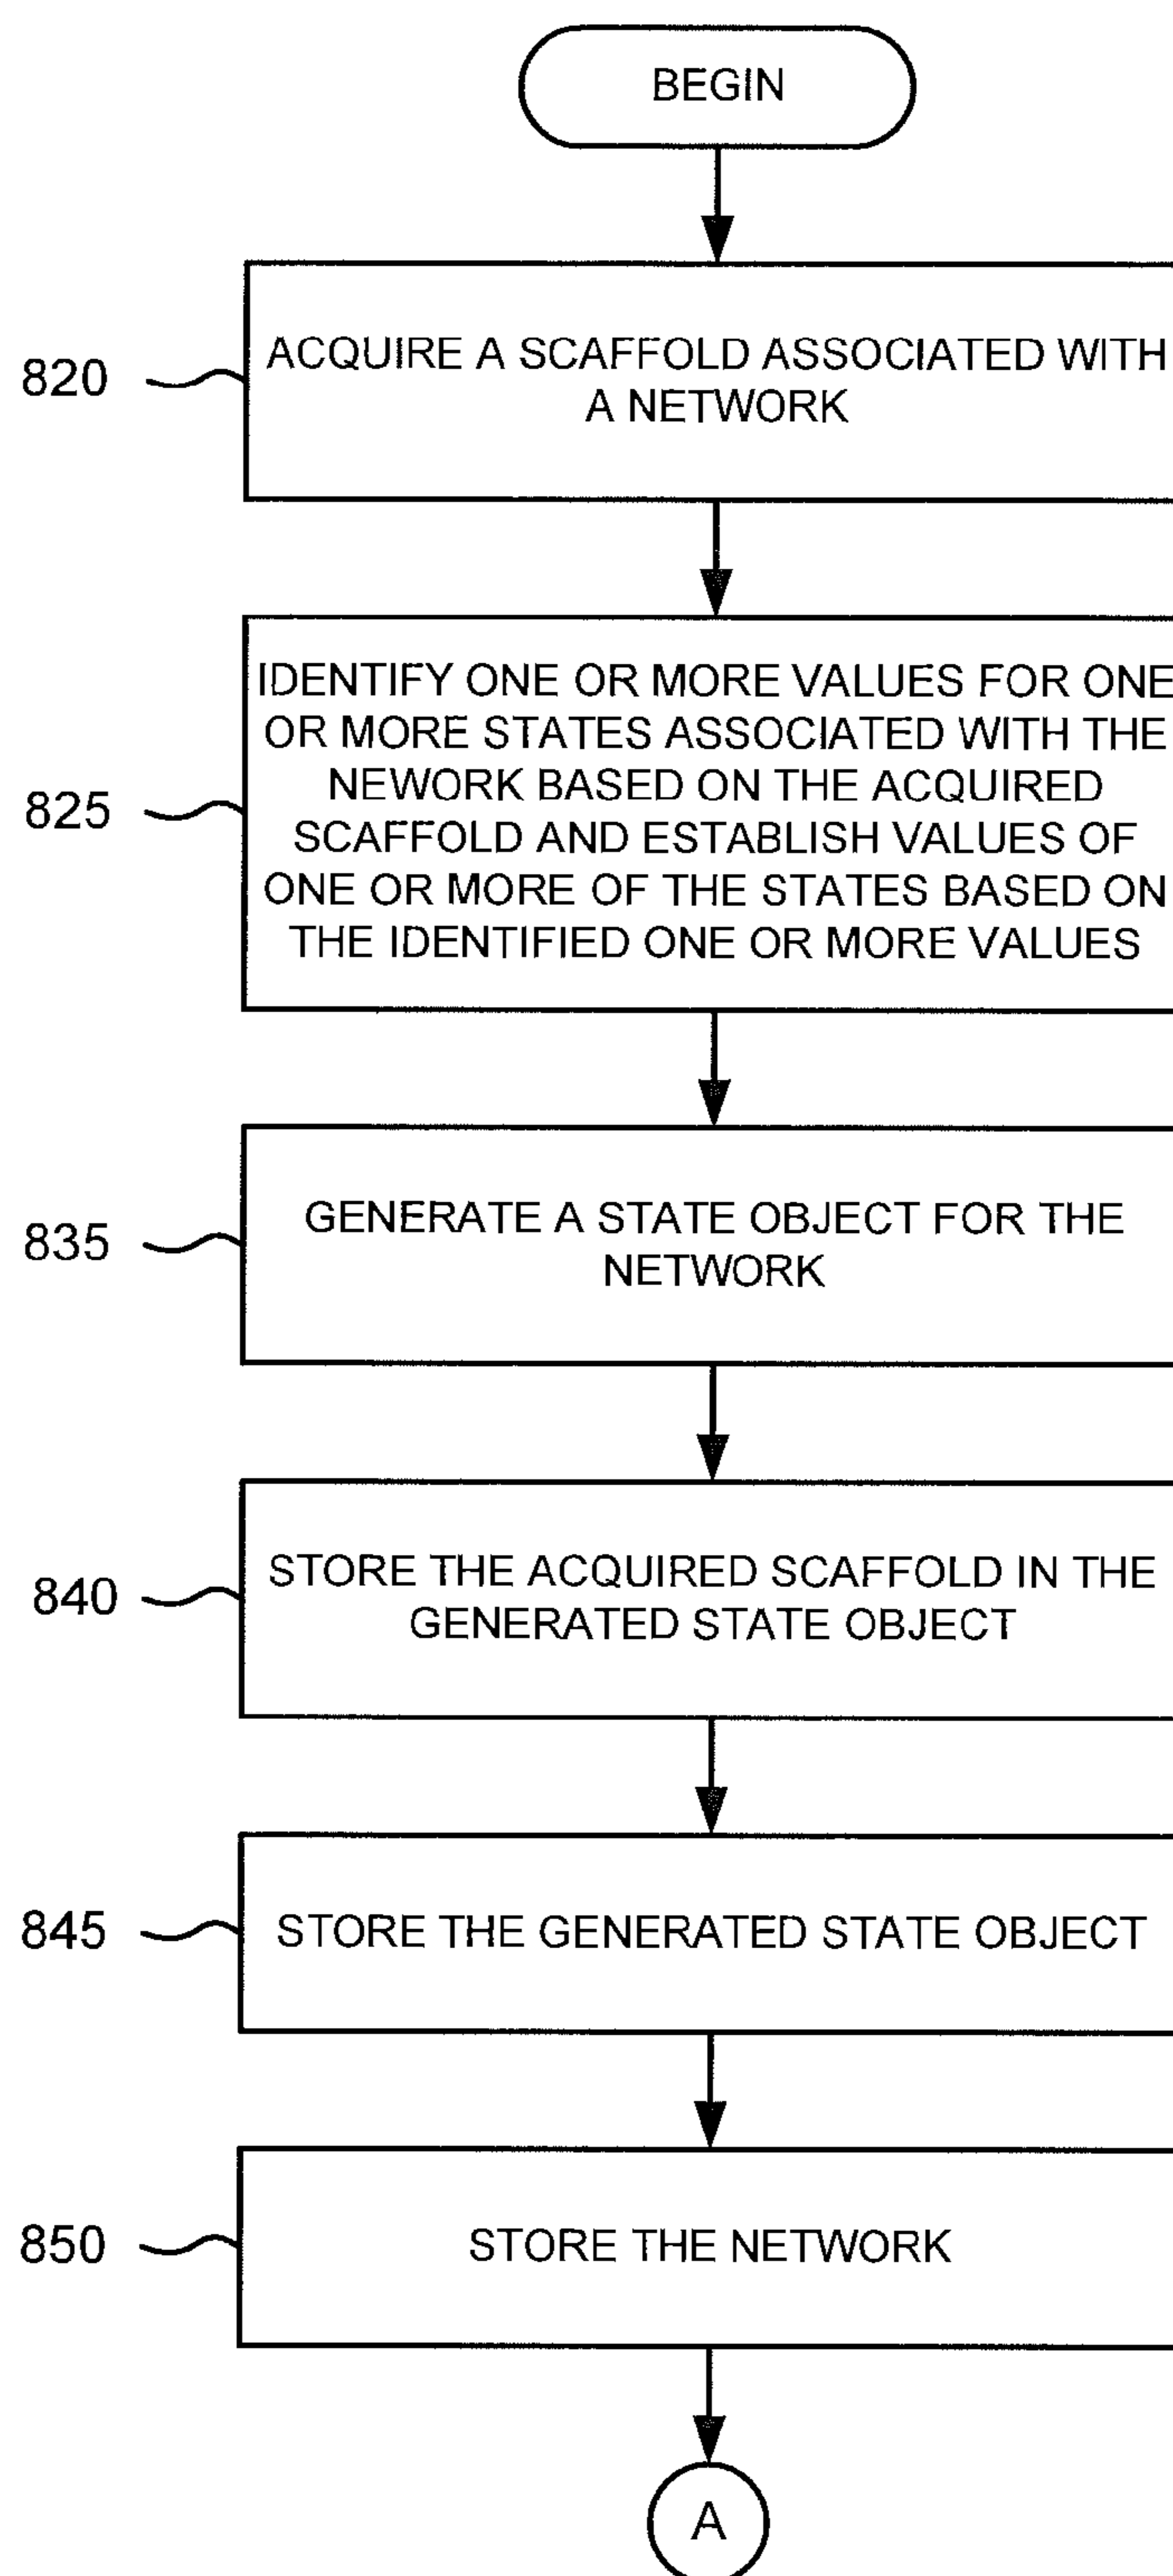 BEGIN
820
ACQUIRE A SCAFFOLD ASSOCIATED WITH
A NETWORK
825
IDENTIFY ONE OR MORE VALUES FOR ONE
OR MORE STATES ASSOCIATED WITH THE
NEWORK BASED ON THE ACQUIRED
SCAFFOLD AND ESTABLISH VALUES OF
ONE OR MORE OF THE STATES BASED ON
THE IDENTIFIED ONE OR MORE VALUES
835
GENERATE A STATE OBJECT FOR THE
NETWORK
840
STORE THE ACQUIRED SCAFFOLD IN THE
GENERATED STATE OBJECT
845
STORE THE GENERATED STATE OBJECT
850
STORE THE NETWORK
A